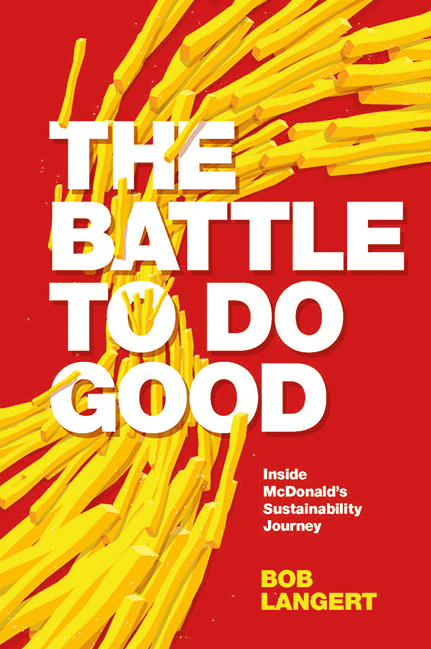 THE
BATTLE
TO DO
GOOD
Inside
McDonald's
Sustainability
Journey
BOB
LANGERT